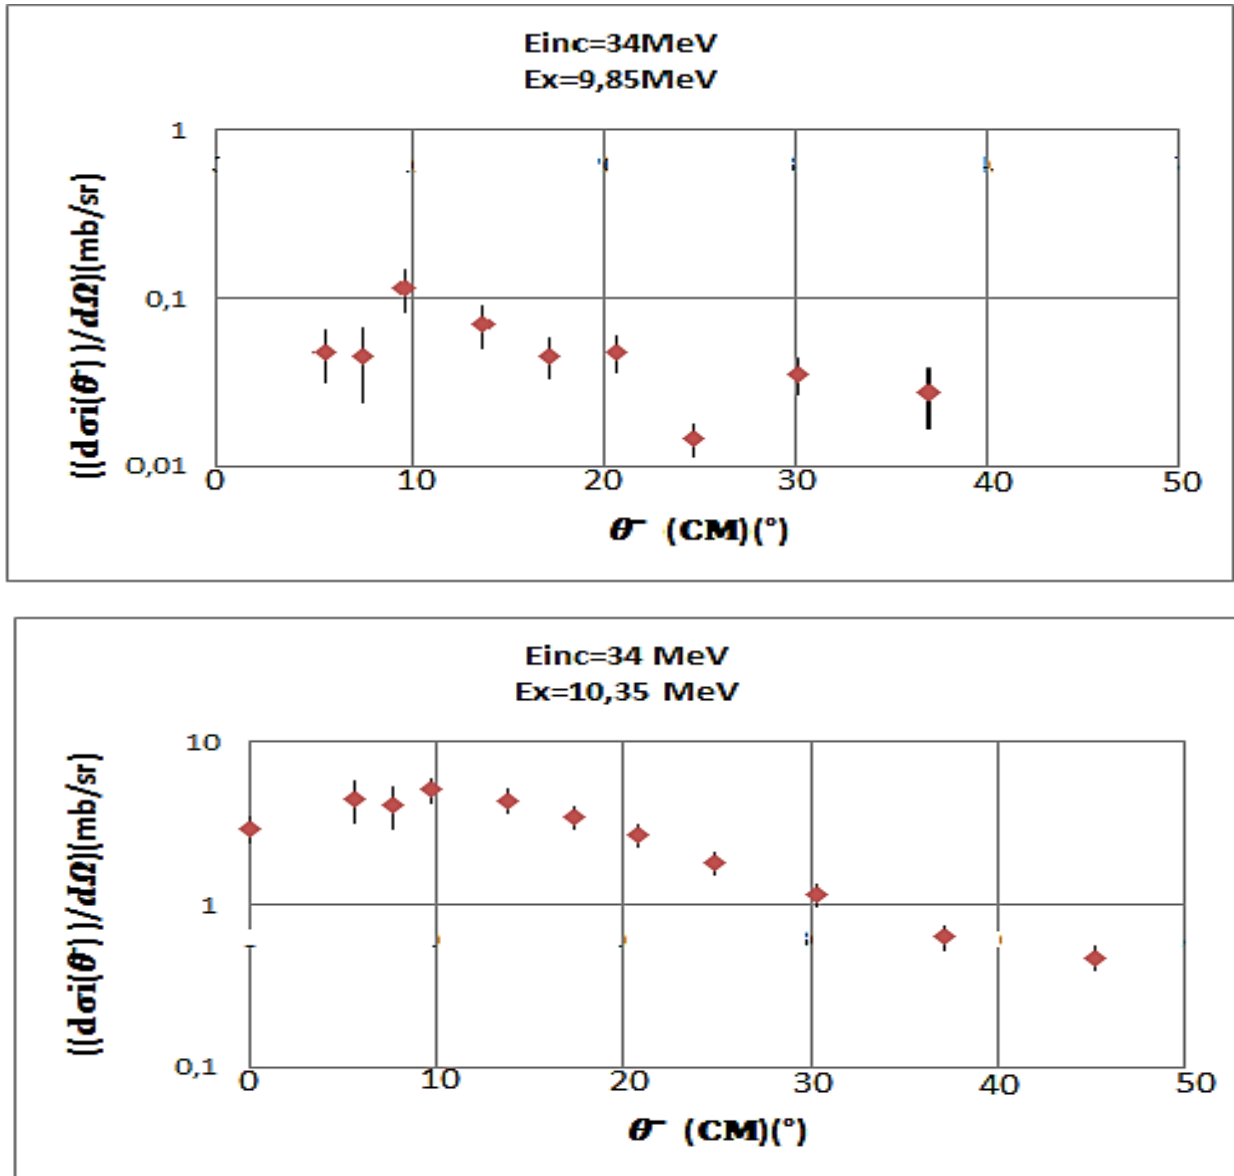 Einc=34MeV
Ex=9,85MeV
((dσi(θ ̄))/dΩ)(mb/sr)
1
0,1
0,01
0 10 20 30 40 50
θ ̄ (CM)(°)
Einc=34 MeV
Ex=10,35 MeV
((dσi(θ ̄))/dΩ)(mb/sr)
10
1
0,1
0 10 20 30 40 50
θ ̄ (CM)(°)